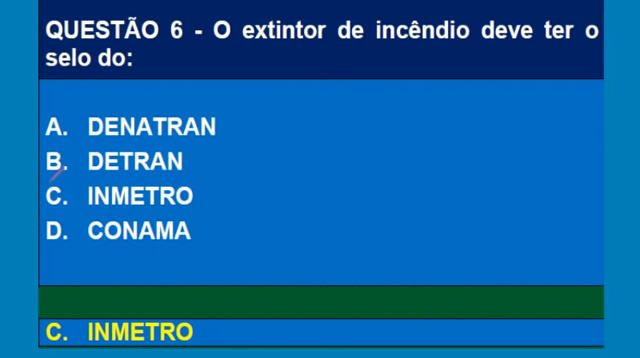 QUESTÃO 6 - O extintor de incêndio deve ter o
selo do:
A. DENATRAN
B. DETRAN
C. INMETRO
D. CONAMA
C. INMETRO